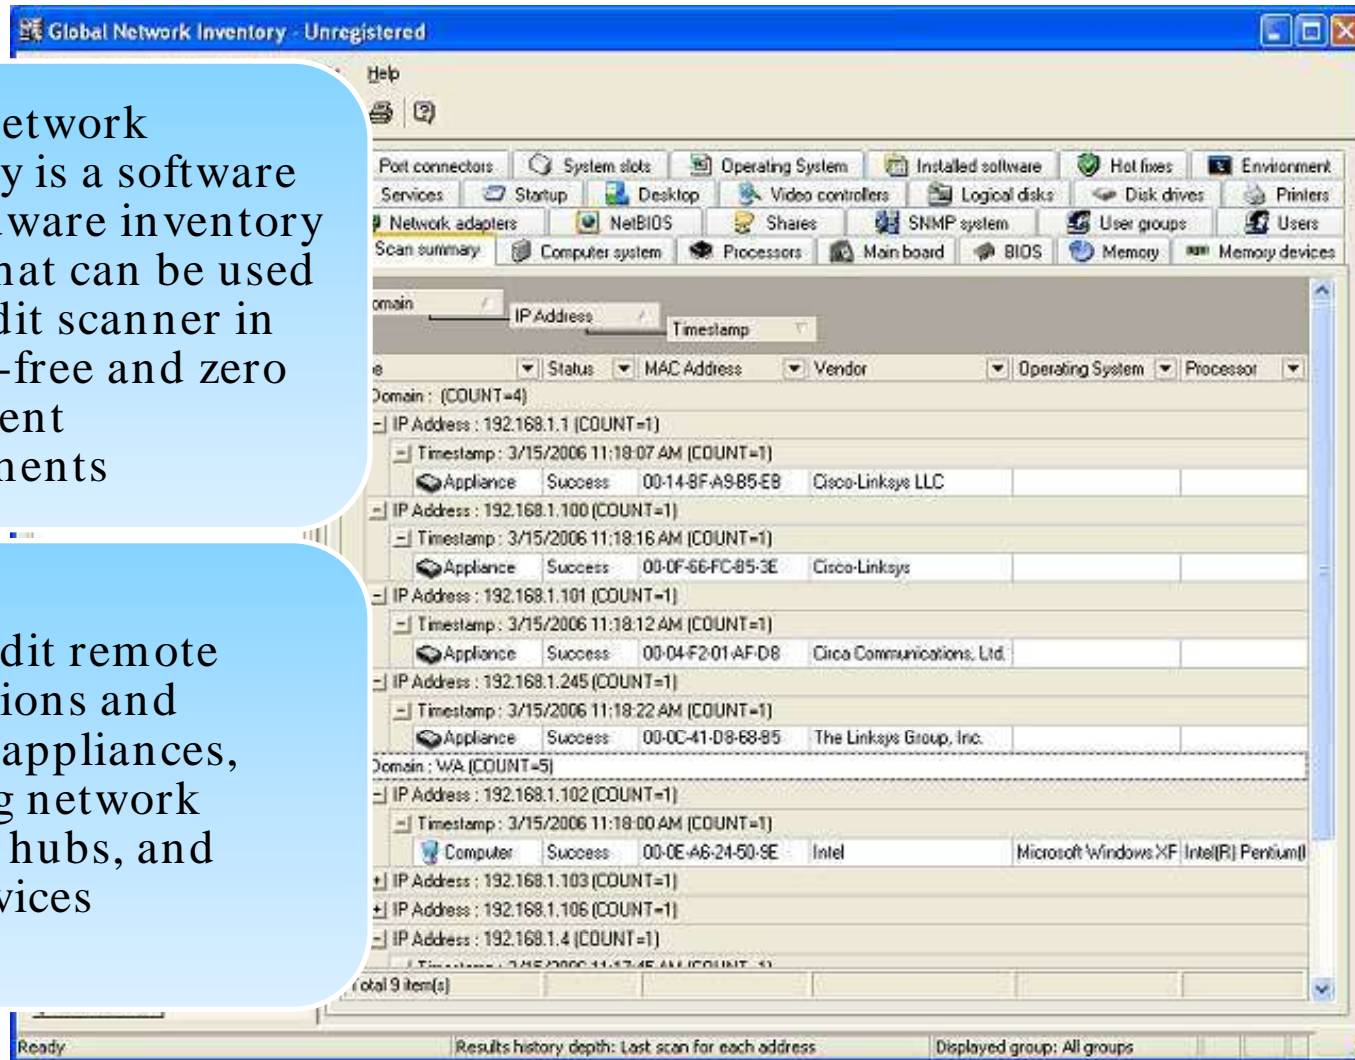 Global Network Inventory - Unregistered
Help
etwork
y is a software
ware inventory
hat can be used
dit scanner in
-free and zero
ent
ments
dit remote
ions and
appliances,
g network
hubs, and
vices
Port connectors System slots Operating System Installed software Hot fixes Environment
Services Startup Desktop Video controllers Logical disks Disk drives Printers
Network adapters NetBIOS Shares SNMP system User groups Users
Scan summary Computer system Processors Main board BIOS Memory Memory devices
omain IP Address Timestamp
e Status MAC Address Vendor Operating System Processor
Domain : (COUNT=4)
IP Address : 192.168.1.1 (COUNT=1)
Timestamp : 3/15/2006 11:18:07 AM (COUNT=1)
Appliance Success 00-14-BF-A9-B5-EB Cisco-Linksys LLC
IP Address : 192.168.1.100 (COUNT=1)
Timestamp : 3/15/2006 11:18:16 AM (COUNT=1)
Appliance Success 00-0F-66-FC-85-3E Cisco-Linksys
IP Address : 192.168.1.101 (COUNT=1)
Timestamp : 3/15/2006 11:18:12 AM (COUNT=1)
Appliance Success 00-04-F2-01-AF-D8 Circa Communications, Ltd.
IP Address : 192.168.1.245 (COUNT=1)
Timestamp : 3/15/2006 11:18:22 AM (COUNT=1)
Appliance Success 00-0C-41-D8-68-85 The Linksys Group, Inc.
Domain : WA (COUNT=5)
IP Address : 192.168.1.102 (COUNT=1)
Timestamp : 3/15/2006 11:18:00 AM (COUNT=1)
Computer Success 00-0E-A6-24-50-9E Intel Microsoft Windows XP Intel(R) Pentium(
IP Address : 192.168.1.103 (COUNT=1)
IP Address : 192.168.1.106 (COUNT=1)
IP Address : 192.168.1.4 (COUNT=1)
Timestamp : 3/15/2006 11:17:45 AM (COUNT=1)
Total 9 item(s)
Ready Results history depth: Last scan for each address Displayed group: All groups